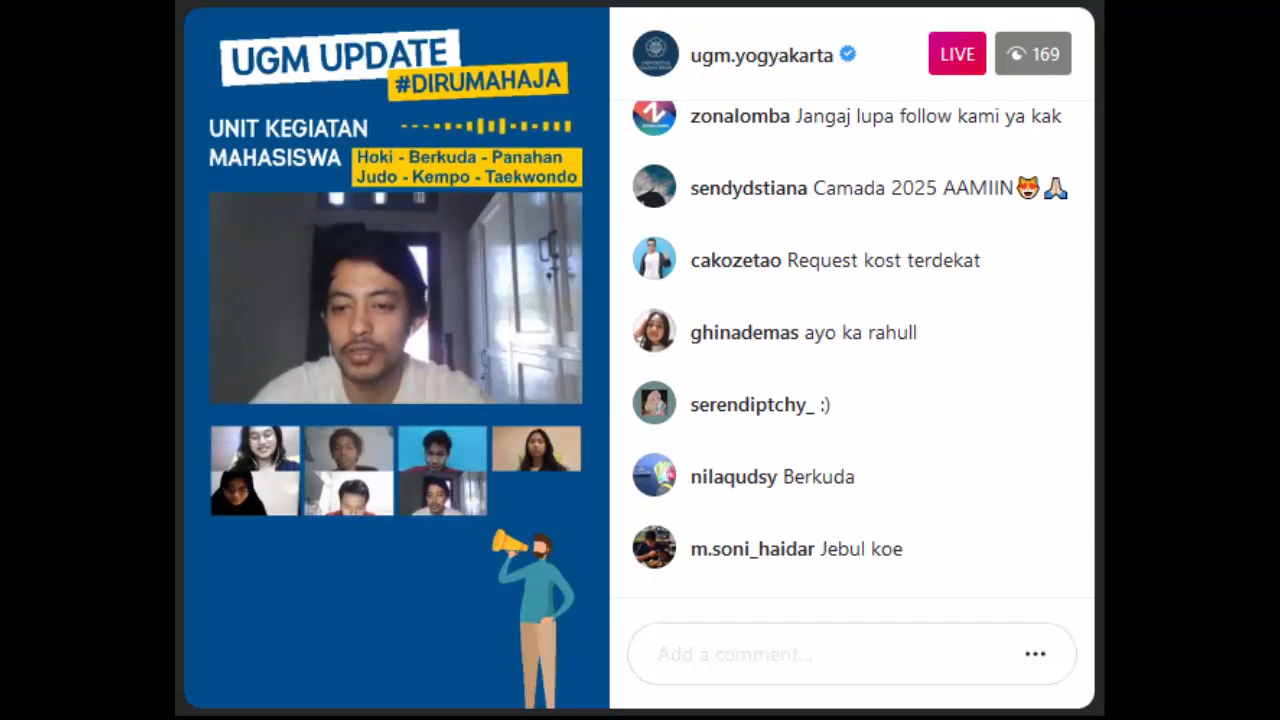 UGM UPDATE
#DIRUMAHAJA
UNIT KEGIATAN
MAHASISWA
Hoki - Berkuda - Panahan
Judo - Kempo - Taekwondo
ugm.yogyakarta
LIVE
169
zonalomba Jangaj lupa follow kami ya kak
sendydstiana Camada 2025 AAMIIN😻🙏🏻
cakozetao Request kost terdekat
ghinademas ayo ka rahull
serendiptchy_ :)
nilaqudsy Berkuda
m.soni_haidar Jebul koe
Add a comment...